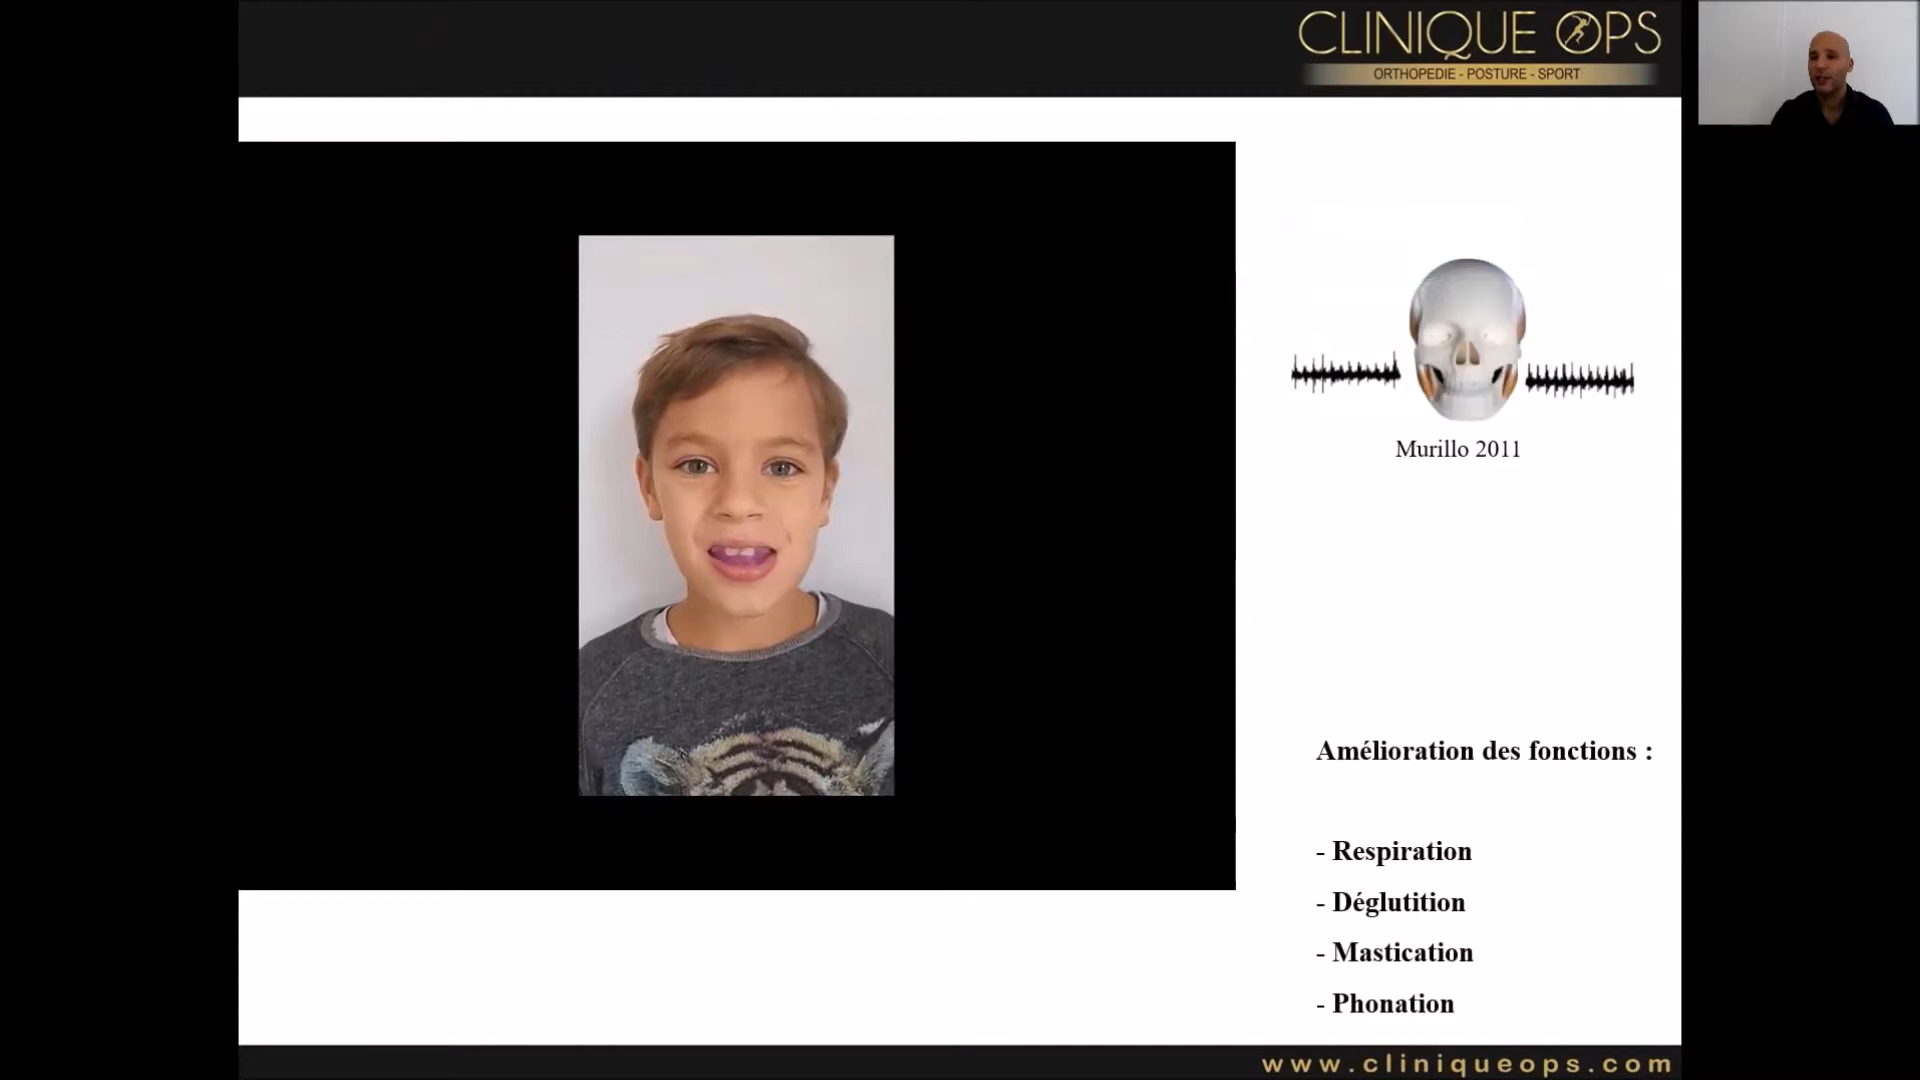 CLINIQUE OPS
ORTHOPEDIE - POSTURE - SPORT
Murillo 2011
Amélioration des fonctions :
- Respiration
- Déglutition
- Mastication
- Phonation
www.cliniqueops.com